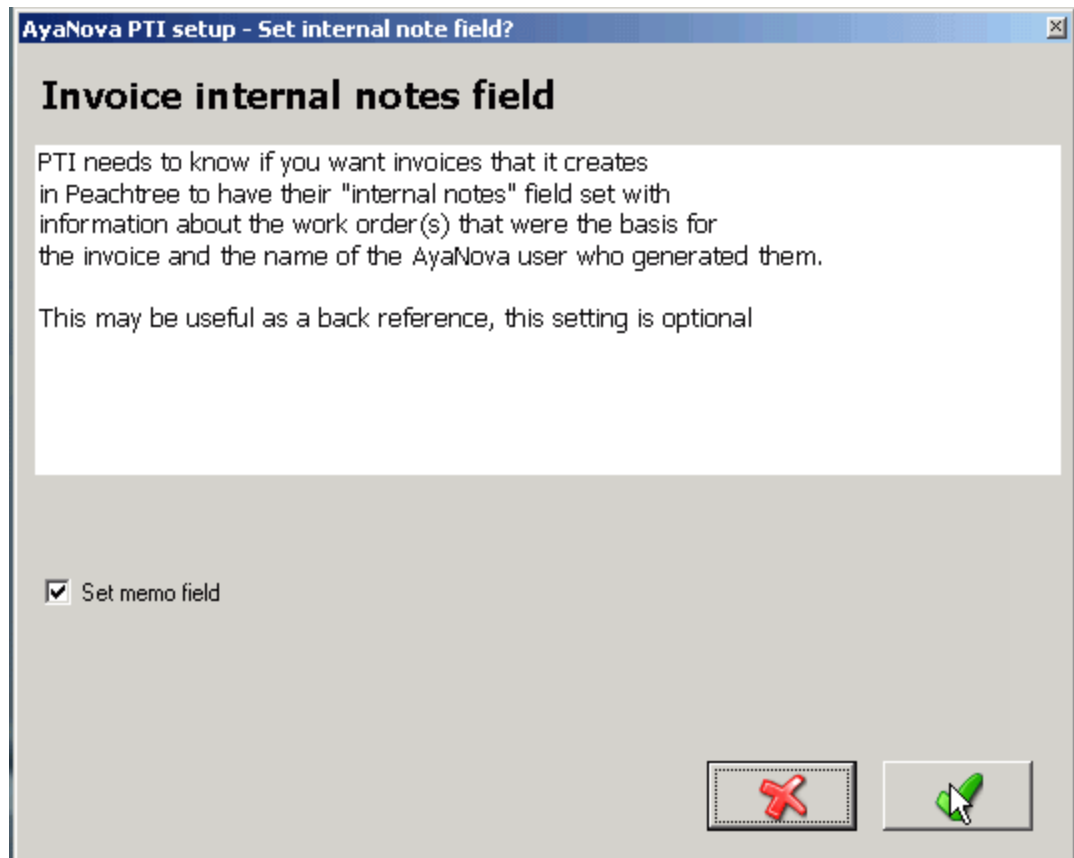 AyaNova PTI setup - Set internal note field?
Invoice internal notes field
PTI needs to know if you want invoices that it creates
in Peachtree to have their "internal notes" field set with
information about the work order(s) that were the basis for
the invoice and the name of the AyaNova user who generated them.
This may be useful as a back reference, this setting is optional
Set memo field